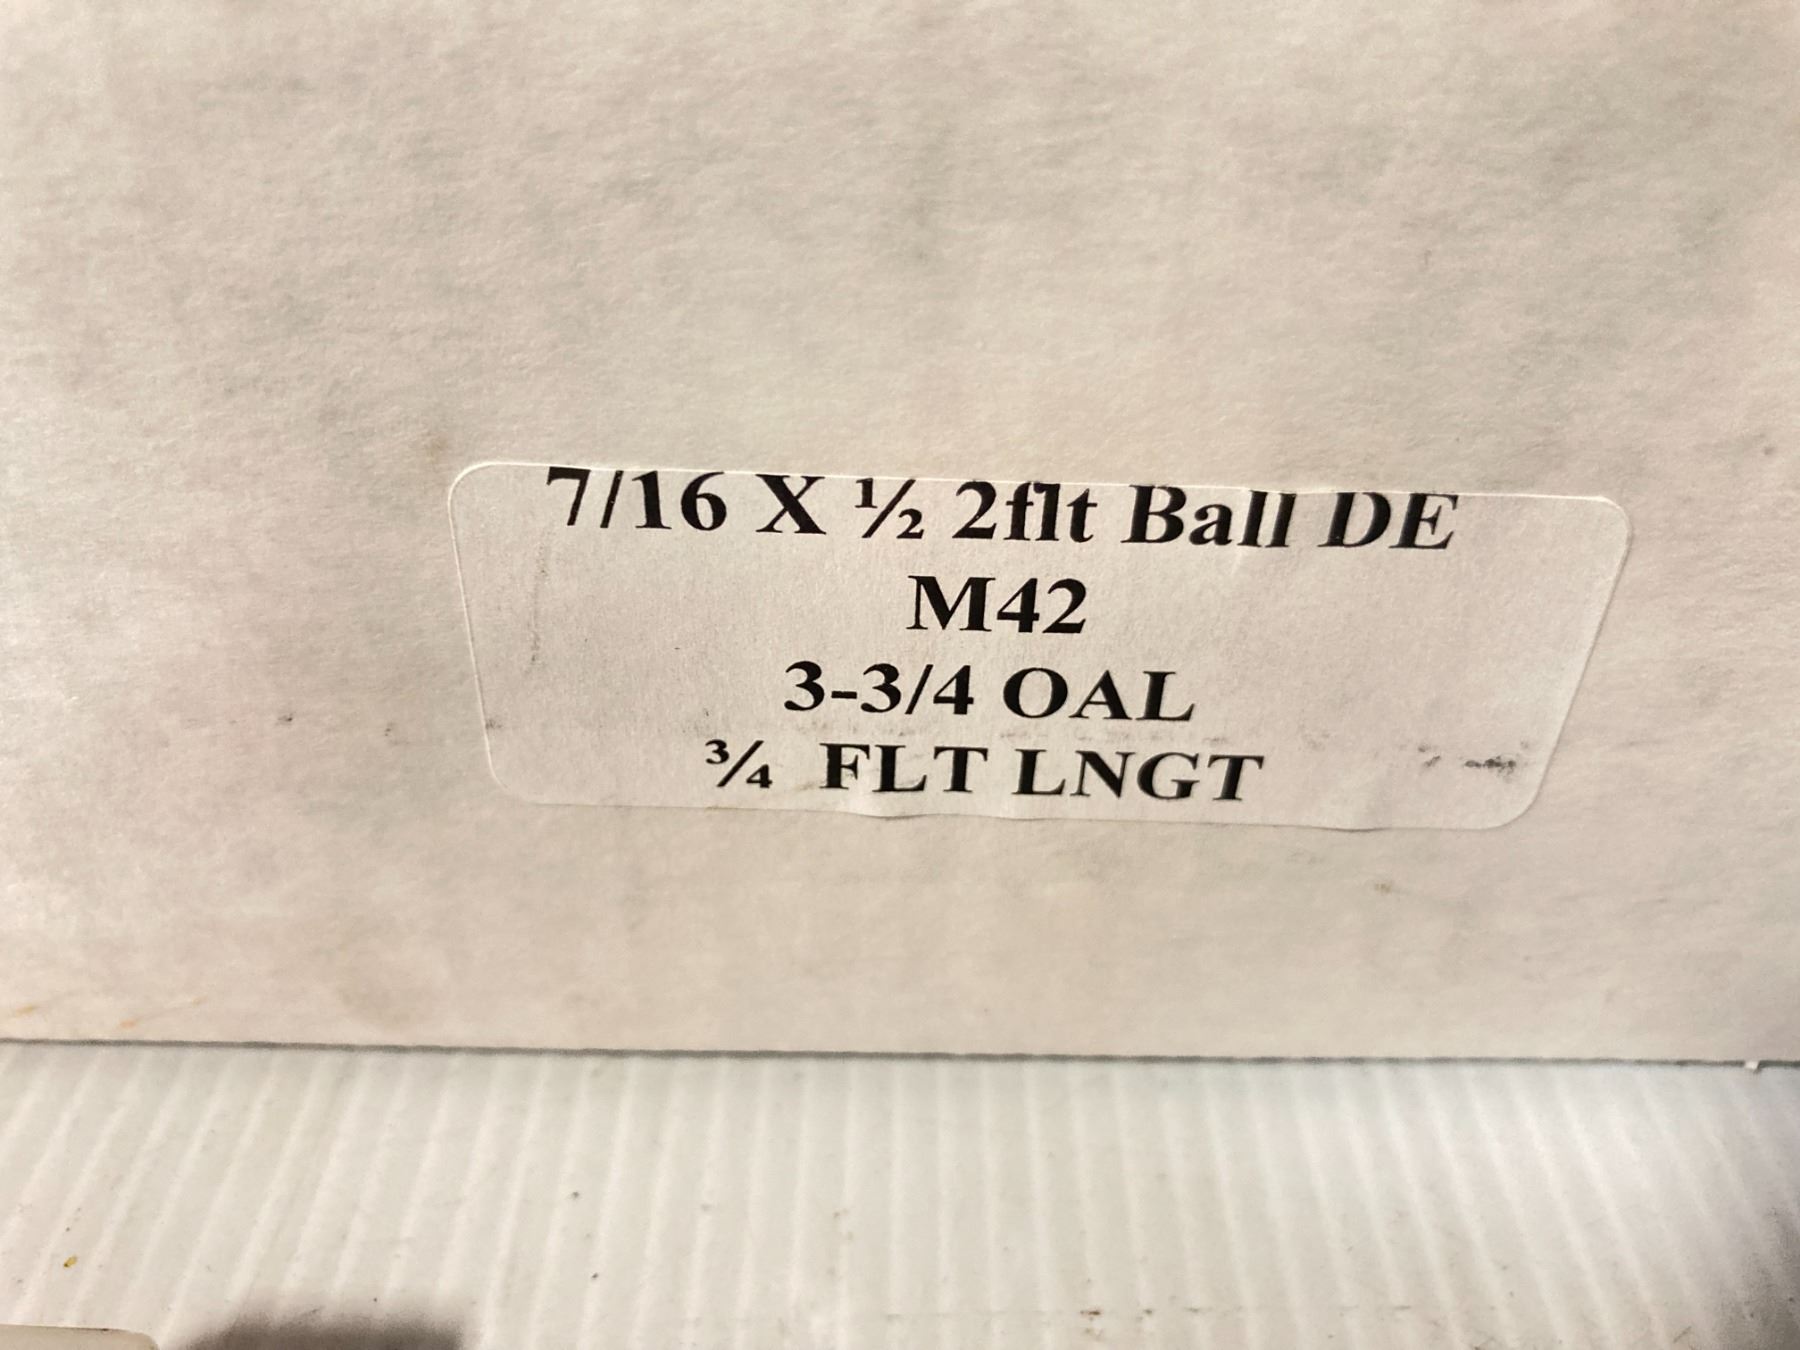 7/16 X ½ 2flt Ball DE
M42
3-3/4 OAL
¾ FLT LNGT